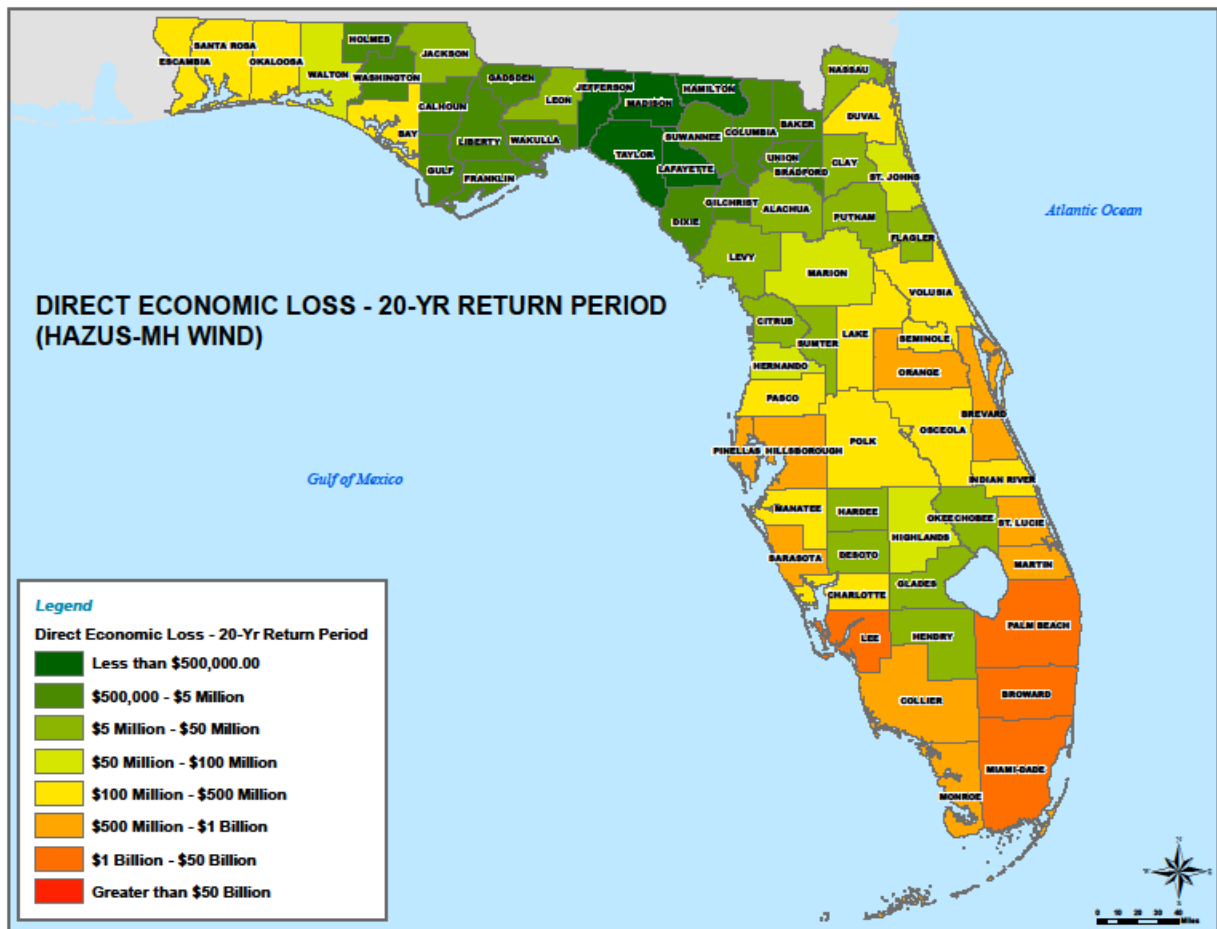 HOLMES
SANTA ROSA
JACKSON
ESCAMBIA
OKALOOSA
WALTON
WASHINGTON
GADSDEN
NASSAU
JEFFERSON
HAMILTON
CALHOUN
LEON
MADISON
DUVAL
BAY
LIBERTY
WAKULLA
SUWANNEE
COLUMBIA
BAKER
TAYLOR
UNION
CLAY
LAFAYETTE
BRADFORD
ST. JOHNS
GULF
FRANKLIN
GILCHRIST
ALACHUA
PUTNAM
DIXIE
FLAGLER
Atlantic Ocean
LEVY
MARION
VOLUSIA
DIRECT ECONOMIC LOSS - 20-YR RETURN PERIOD
(HAZUS-MH WIND)
CITRUS
LAKE
SEMINOLE
SUMTER
HERNANDO
ORANGE
PASCO
BREVARD
OSCEOLA
POLK
PINELLAS
HILLSBOROUGH
Gulf of Mexico
INDIAN RIVER
MANATEE
HARDEE
OKEECHOBEE
ST. LUCIE
HIGHLANDS
SARASOTA
DESOTO
MARTIN
GLADES
CHARLOTTE
PALM BEACH
LEE
HENDRY
BROWARD
COLLIER
MIAMI-DADE
MONROE
Legend
Direct Economic Loss - 20-Yr Return Period
Less than $500,000.00
$500,000 - $5 Million
$5 Million - $50 Million
$50 Million - $100 Million
$100 Million - $500 Million
$500 Million - $1 Billion
$1 Billion - $50 Billion
Greater than $50 Billion
0 10 20 30 40
Miles